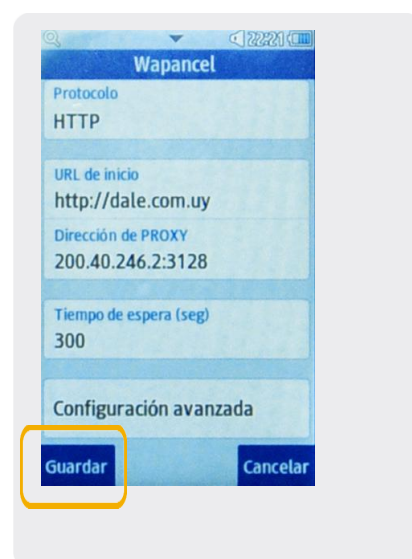 22:21
Wapancel
Protocolo
HTTP
URL de inicio
http://dale.com.uy
Dirección de PROXY
200.40.246.2:3128
Tiempo de espera (seg)
300
Configuración avanzada
Guardar Cancelar